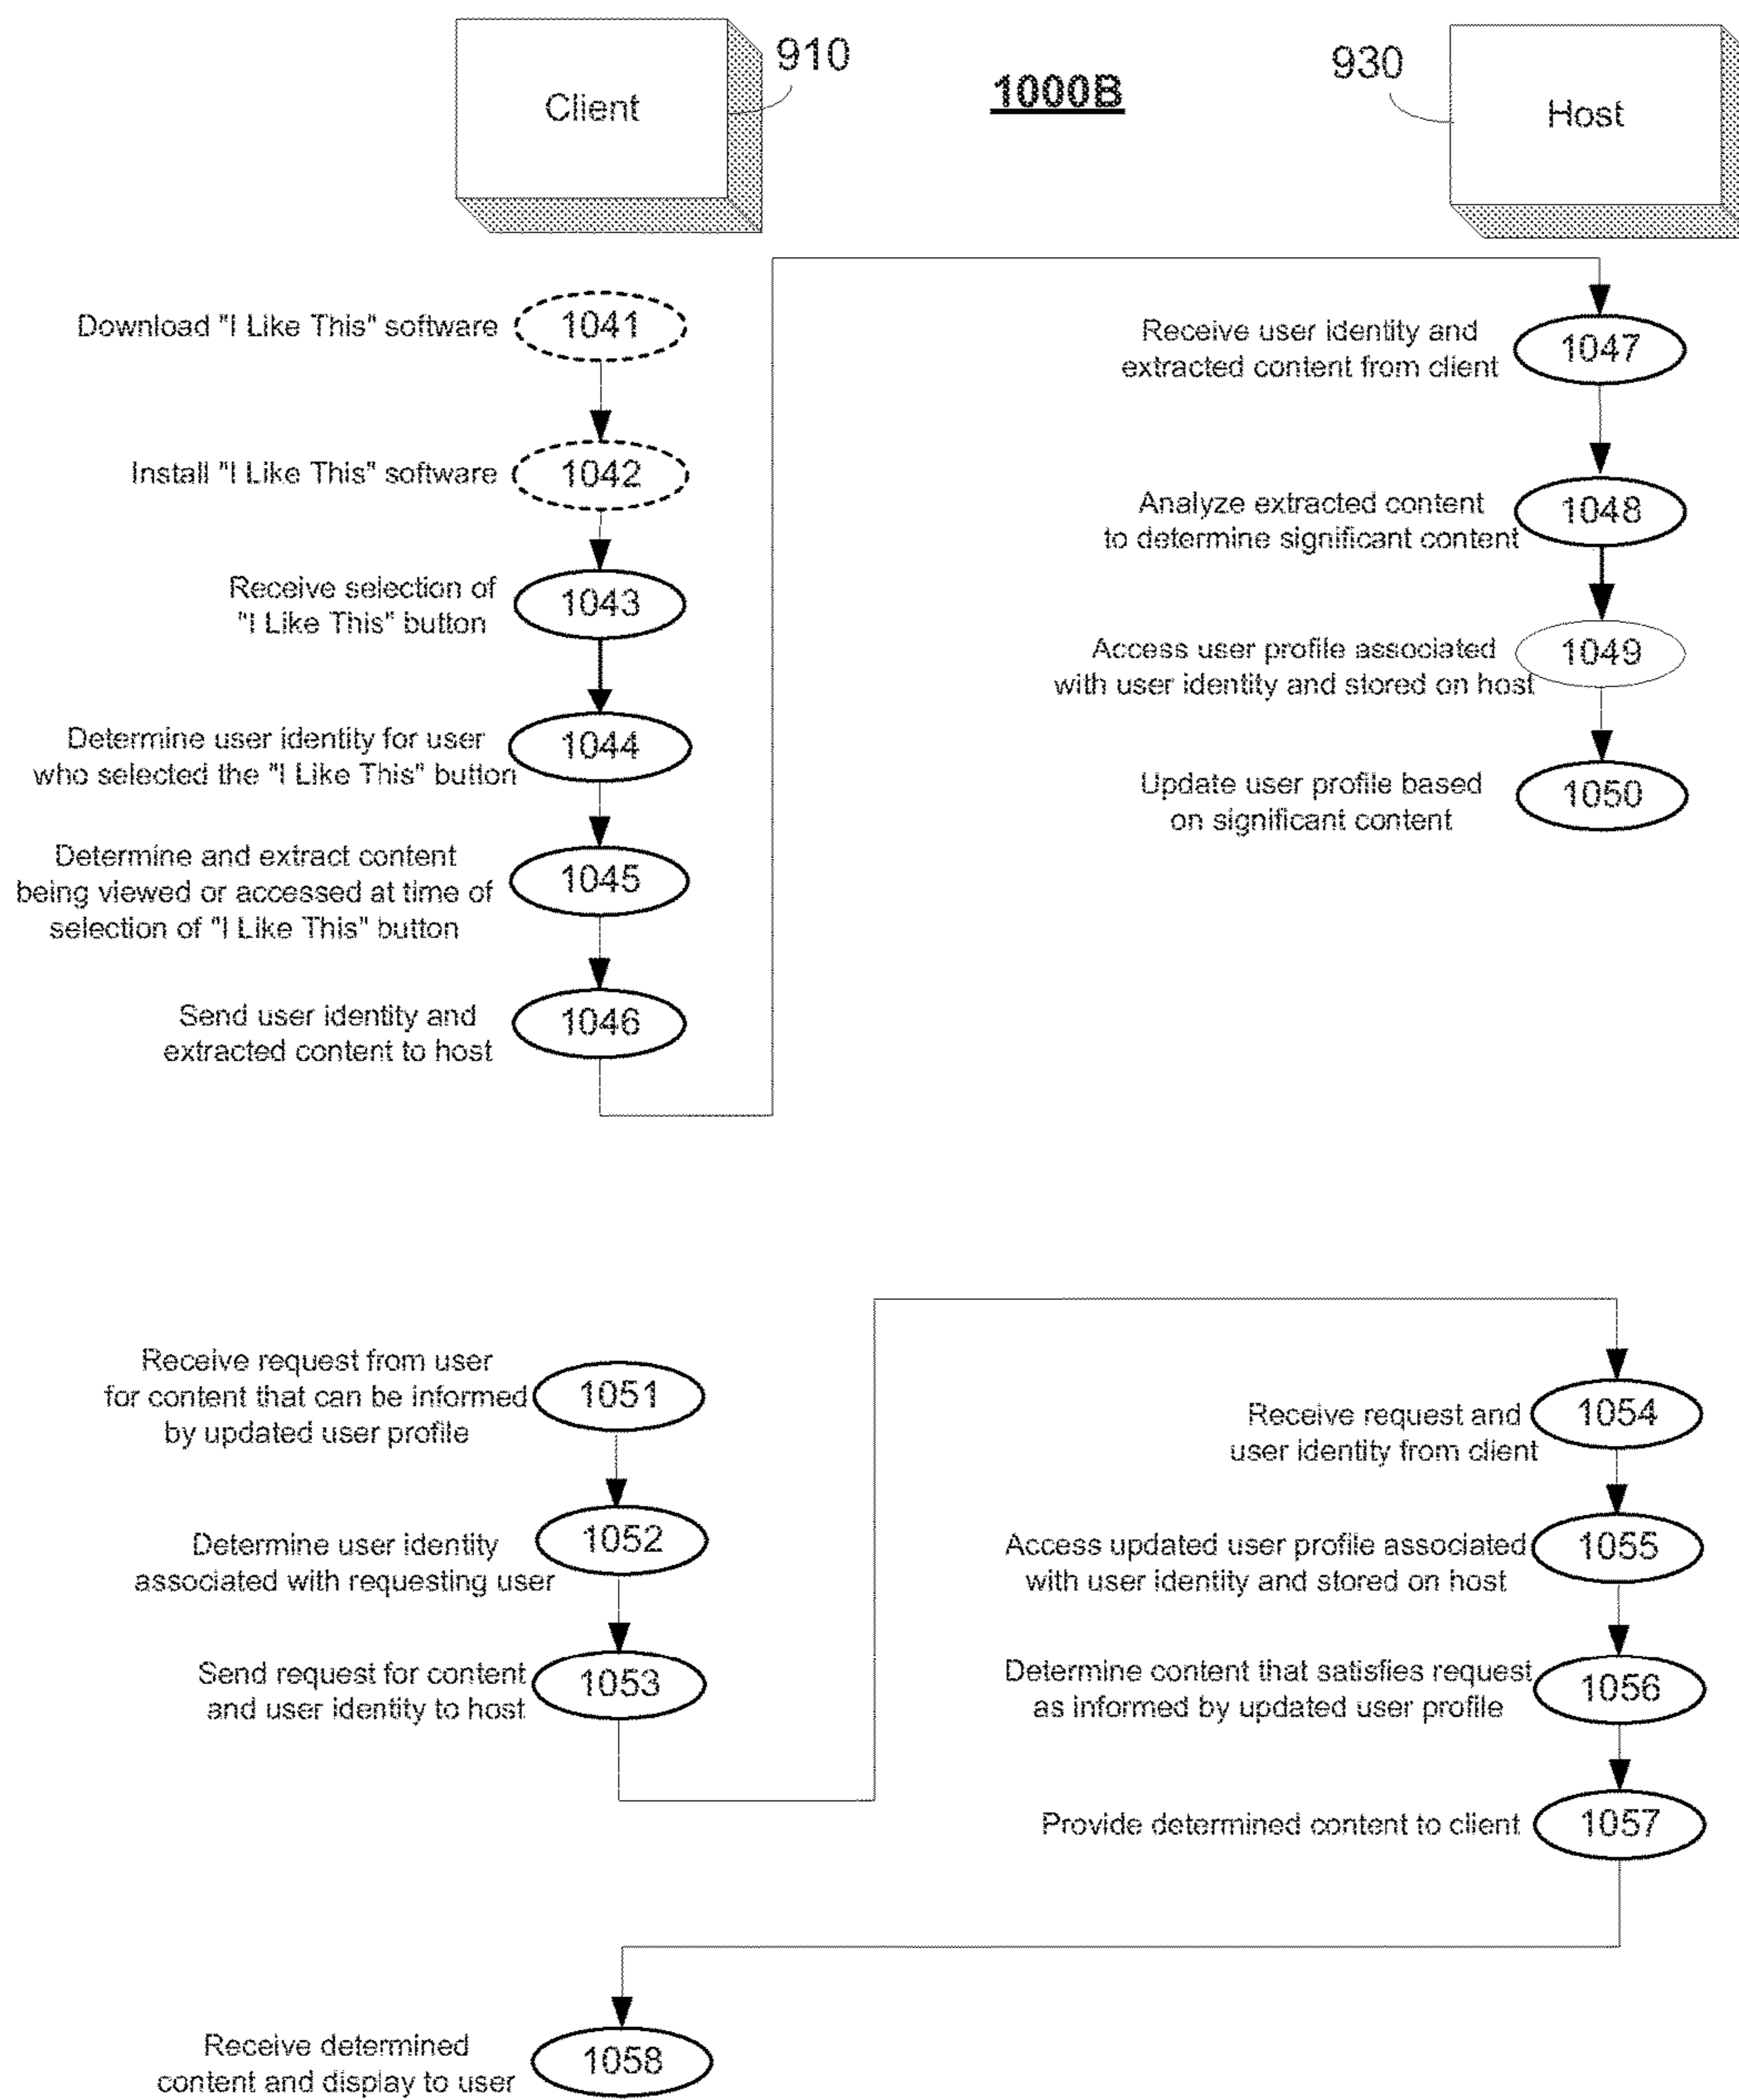 Client
910
1000B
930
Host
Download "I Like This" software
1041
Install "I Like This" software
1042
Receive selection of
"I Like This" button
1043
Determine user identity for user
who selected the "I Like This" button
1044
Determine and extract content
being viewed or accessed at time of
selection of "I Like This" button
1045
Send user identity and
extracted content to host
1046
Receive user identity and
extracted content from client
1047
Analyze extracted content
to determine significant content
1048
Access user profile associated
with user identity and stored on host
1049
Update user profile based
on significant content
1050
Receive request from user
for content that can be informed
by updated user profile
1051
Determine user identity
associated with requesting user
1052
Send request for content
and user identity to host
1053
Receive request and
user identity from client
1054
Access updated user profile associated
with user identity and stored on host
1055
Determine content that satisfies request
as informed by updated user profile
1056
Provide determined content to client
1057
Receive determined
content and display to user
1058